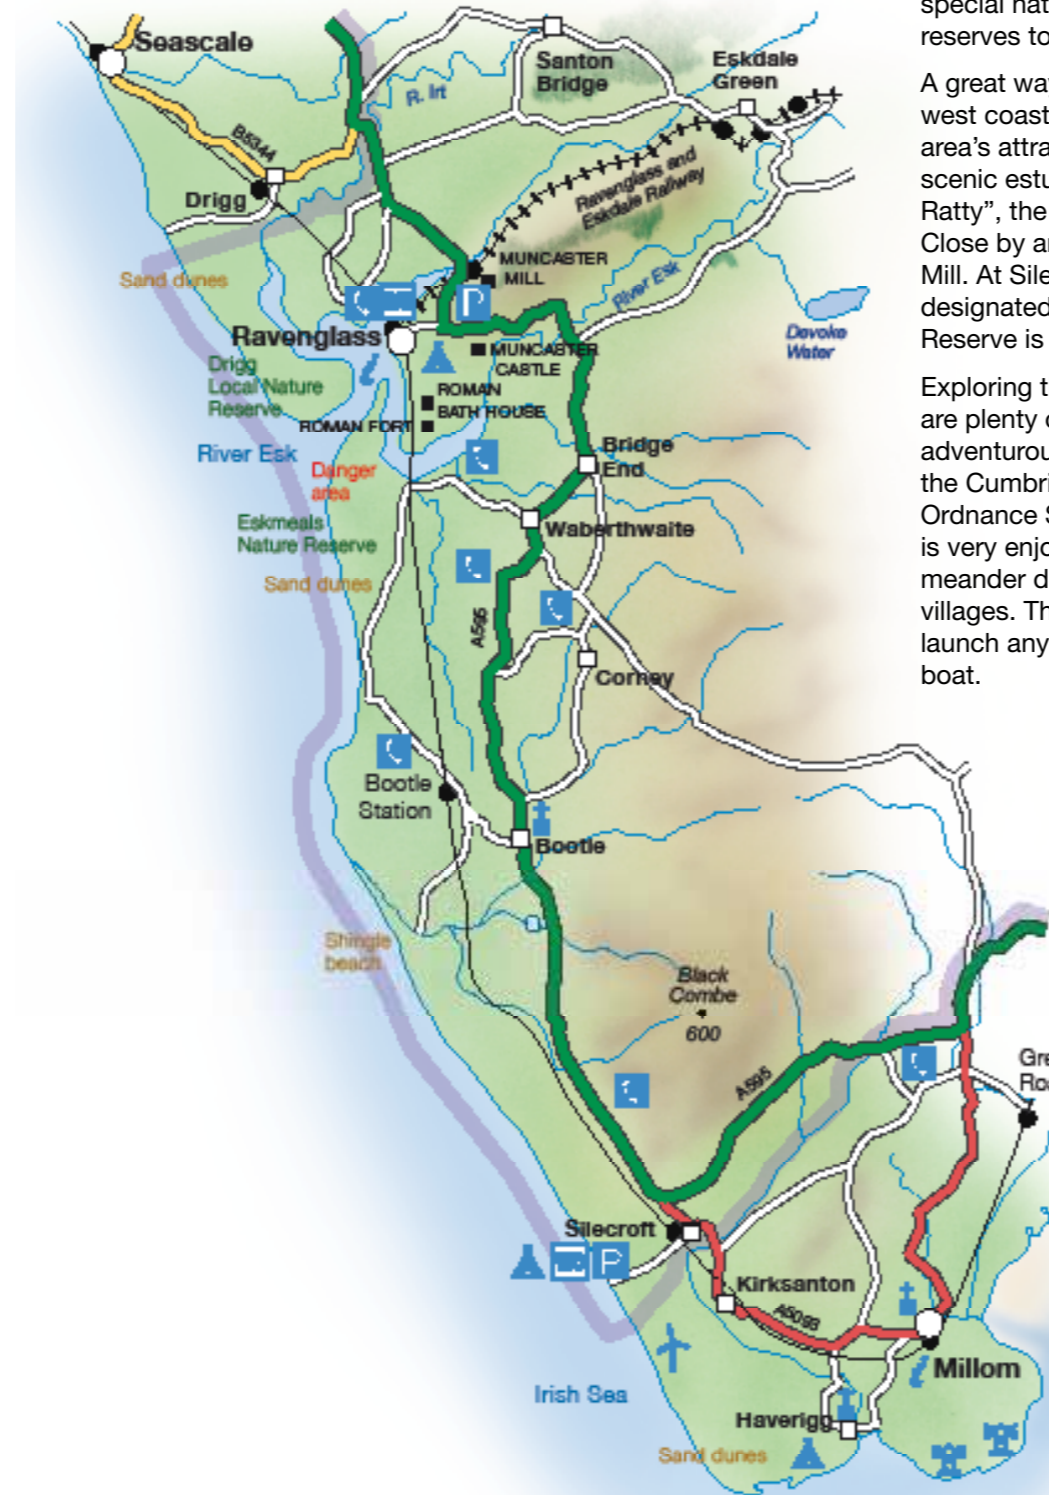 Seascale
Santon
Bridge
Eskdale
Green
R. Irt
B5344
Drigg
Ravenglass and
Eskdale Railway
Sand dunes
MUNCASTER
MILL
River Esk
P
Devoke
Water
Ravenglass
MUNCASTER
CASTLE
Drigg
Local Nature
Reserve
ROMAN
BATH HOUSE
ROMAN FORT
River Esk
Danger
area
Bridge
End
Eskmeals
Nature Reserve
Waberthwaite
Sand dunes
A595
Corney
Bootle
Station
Bootle
Shingle
beach
Black
Combe
600
A595
Gre
Ro
Silecroft
P
Kirksanton
A5093
Millom
Irish Sea
Haverigg
Sand dunes
special nat
reserves to
A great wa
west coast
area's attra
scenic estu
Ratty”, the
Close by ar
Mill. At Sile
designated
Reserve is
Exploring t
are plenty o
adventurou
the Cumbri
Ordnance S
is very enjo
meander d
villages. Th
launch any
boat.